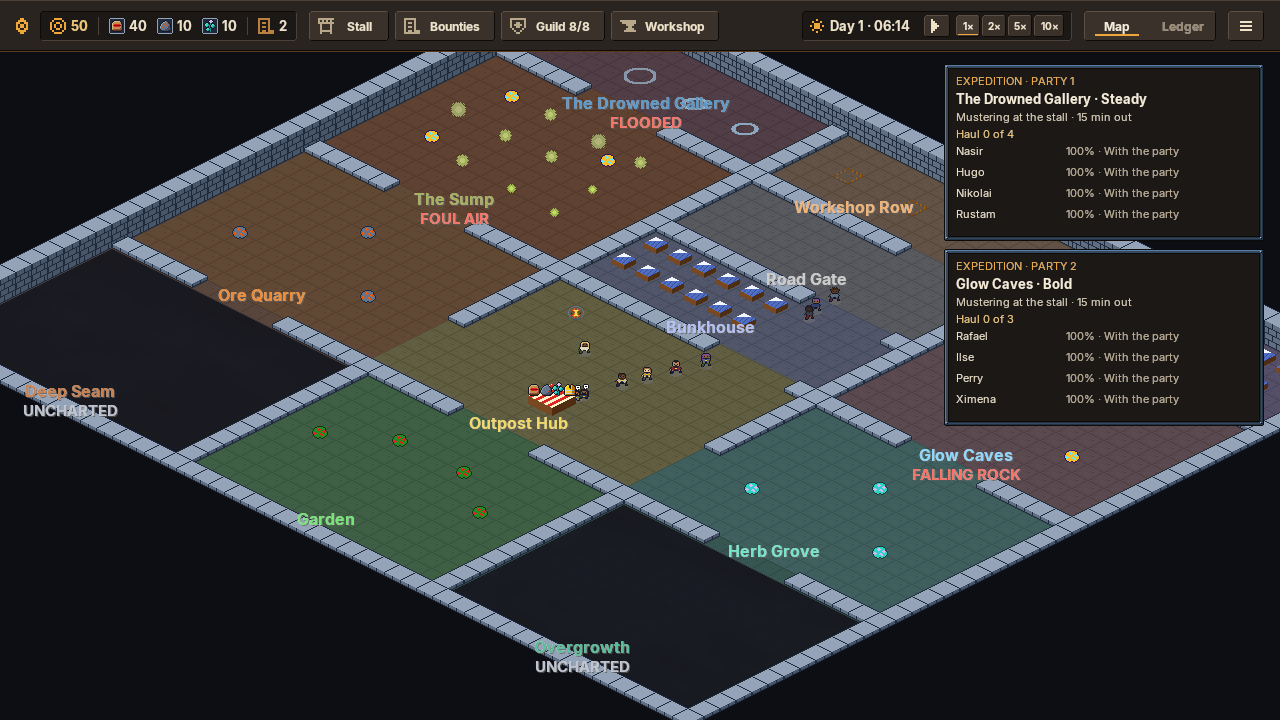 50 40 10 10 2 Stall Bounties Guild 8/8 Workshop Day 1 · 06:14 1× 2× 5× 10× Map Ledger
EXPEDITION · PARTY 1
The Drowned Gallery · Steady
Mustering at the stall · 15 min out
Haul 0 of 4
Nasir 100% · With the party
Hugo 100% · With the party
Nikolai 100% · With the party
Rustam 100% · With the party
EXPEDITION · PARTY 2
Glow Caves · Bold
Mustering at the stall · 15 min out
Haul 0 of 3
Rafael 100% · With the party
Ilse 100% · With the party
Perry 100% · With the party
Ximena 100% · With the party
The Drowned Gallery
FLOODED
The Sump
FOUL AIR
Workshop Row
Road Gate
Ore Quarry
Bunkhouse
Deep Seam
UNCHARTED
Outpost Hub
Glow Caves
FALLING ROCK
Garden
Herb Grove
Overgrowth
UNCHARTED